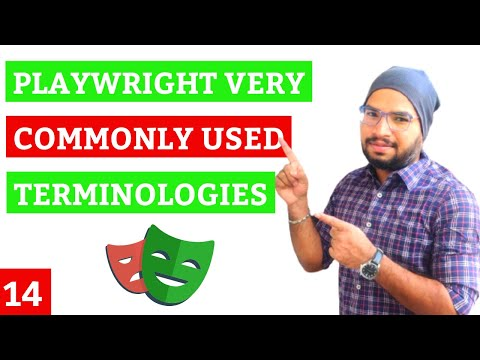 PLAYWRIGHT VERY
COMMONLY USED
TERMINOLOGIES
14